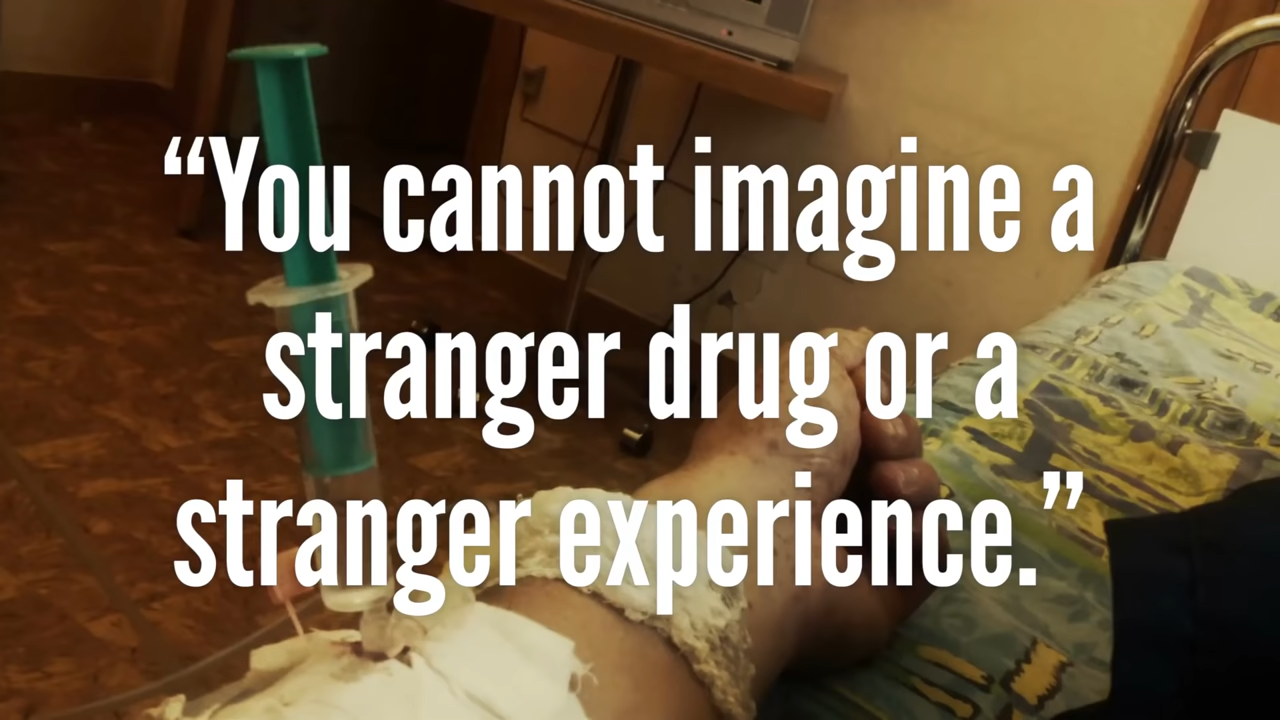 “You cannot imagine a
stranger drug or a
stranger experience.”